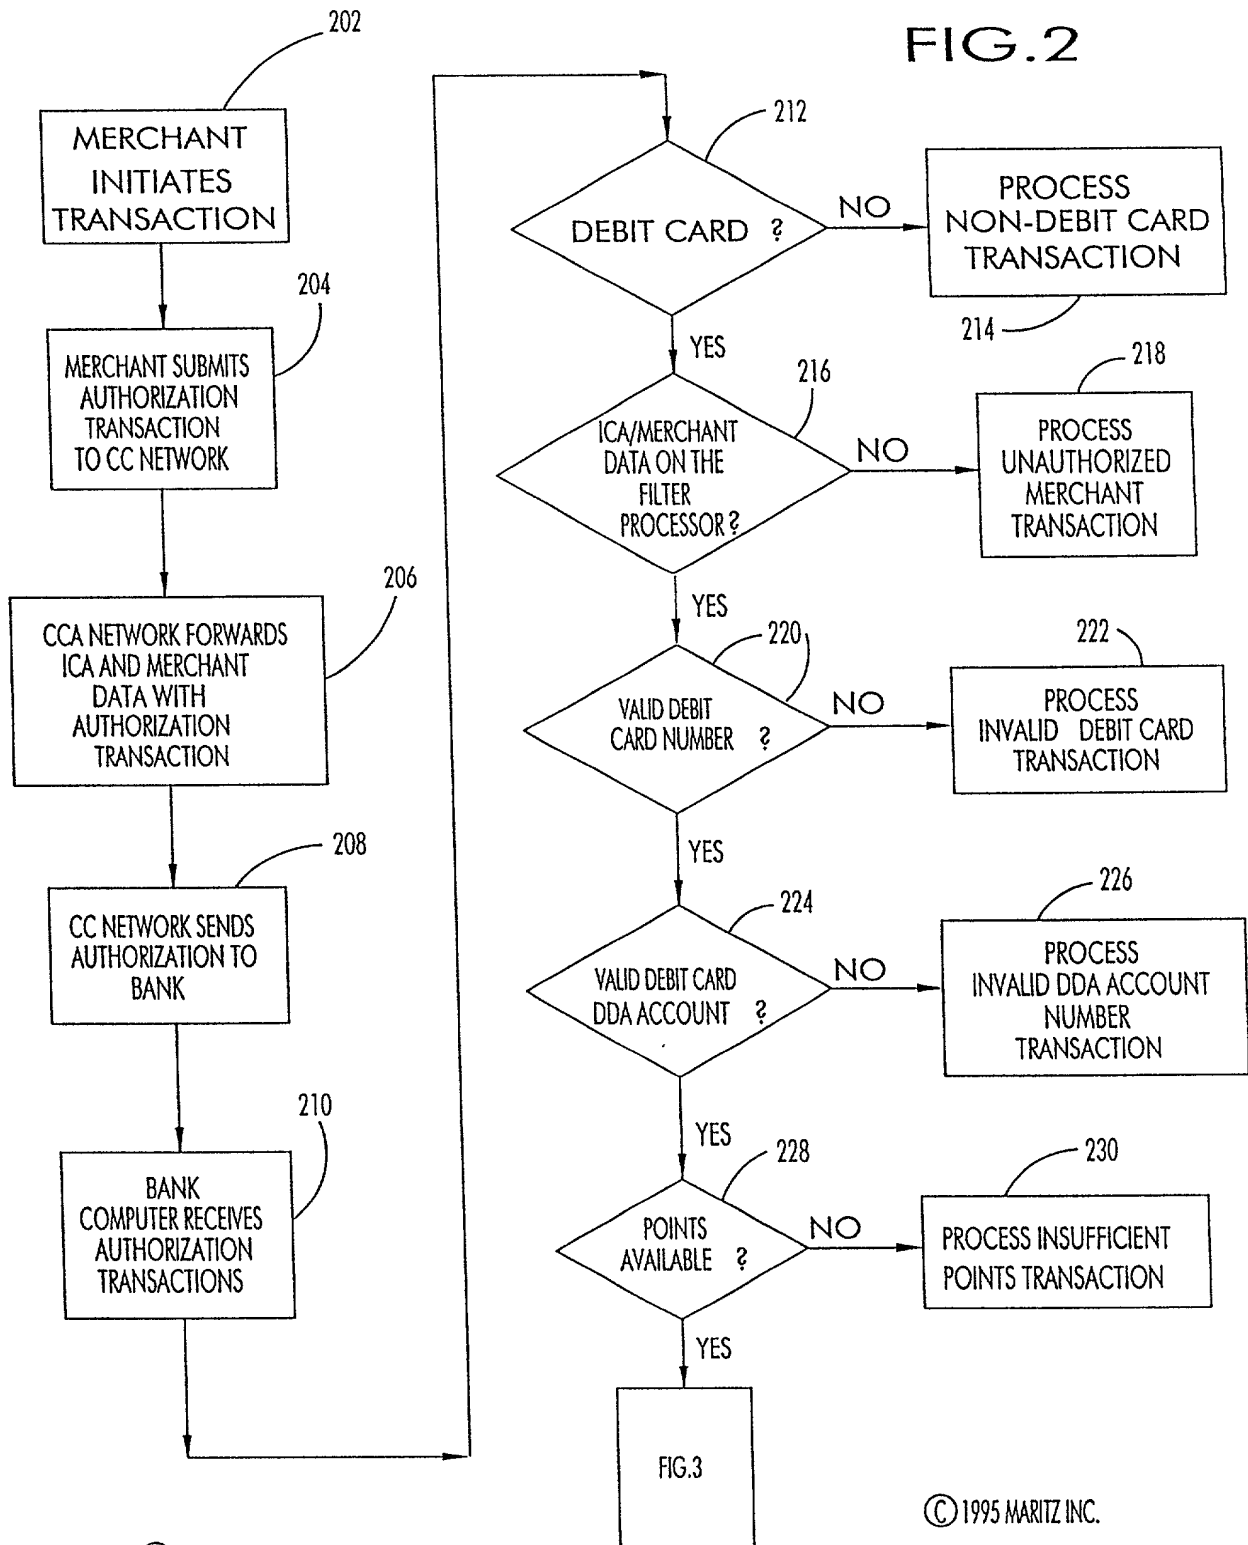 FIG.2
202
MERCHANT
INITIATES
TRANSACTION
204
MERCHANT SUBMITS
AUTHORIZATION
TRANSACTION
TO CC NETWORK
206
CCA NETWORK FORWARDS
ICA AND MERCHANT
DATA WITH
AUTHORIZATION
TRANSACTION
208
CC NETWORK SENDS
AUTHORIZATION TO
BANK
210
BANK
COMPUTER RECEIVES
AUTHORIZATION
TRANSACTIONS
212
DEBIT CARD ?
NO
PROCESS
NON-DEBIT CARD
TRANSACTION
214
YES
216
ICA/MERCHANT
DATA ON THE
FILTER
PROCESSOR?
NO
218
PROCESS
UNAUTHORIZED
MERCHANT
TRANSACTION
YES
220
VALID DEBIT
CARD NUMBER ?
NO
222
PROCESS
INVALID DEBIT CARD
TRANSACTION
YES
224
VALID DEBIT CARD
DDA ACCOUNT ?
NO
226
PROCESS
INVALID DDA ACCOUNT
NUMBER
TRANSACTION
YES
228
POINTS
AVAILABLE ?
NO
230
PROCESS INSUFFICIENT
POINTS TRANSACTION
YES
FIG.3
© 1995 MARITZ INC.